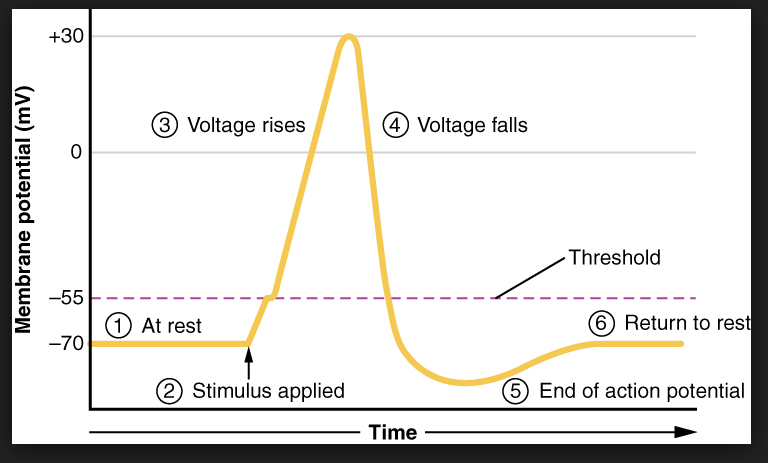 +30
③ Voltage rises
④ Voltage falls
0
Membrane potential (mV)
Threshold
–55
① At rest
⑥ Return to rest
–70
② Stimulus applied
⑤ End of action potential
Time